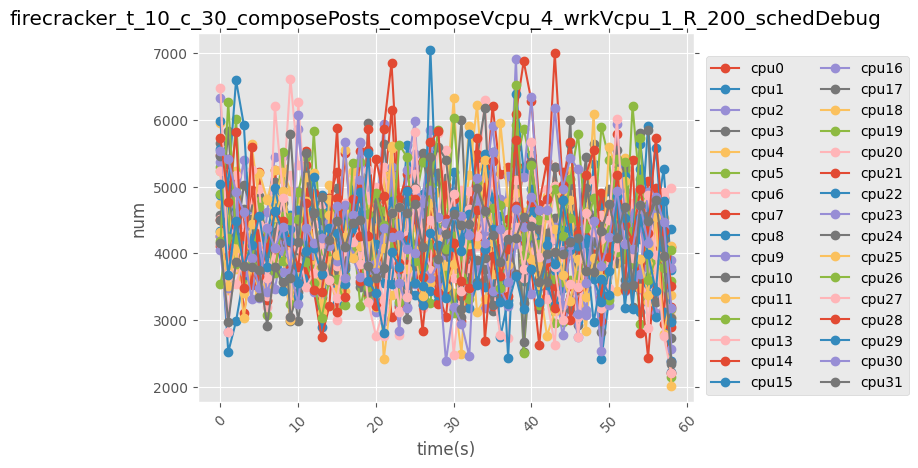 firecracker_t_10_c_30_composePosts_composeVcpu_4_wrkVcpu_1_R_200_schedDebug
7000
6000
5000
4000
3000
2000
num
0
10
20
30
40
50
60
time(s)
cpu0
cpu1
cpu2
cpu3
cpu4
cpu5
cpu6
cpu7
cpu8
cpu9
cpu10
cpu11
cpu12
cpu13
cpu14
cpu15
cpu16
cpu17
cpu18
cpu19
cpu20
cpu21
cpu22
cpu23
cpu24
cpu25
cpu26
cpu27
cpu28
cpu29
cpu30
cpu31